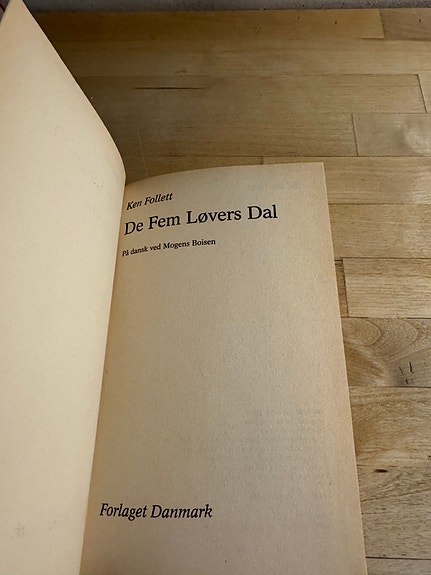 Ken Follett
De Fem Løvers Dal
På dansk ved Mogens Boisen
Forlaget Danmark